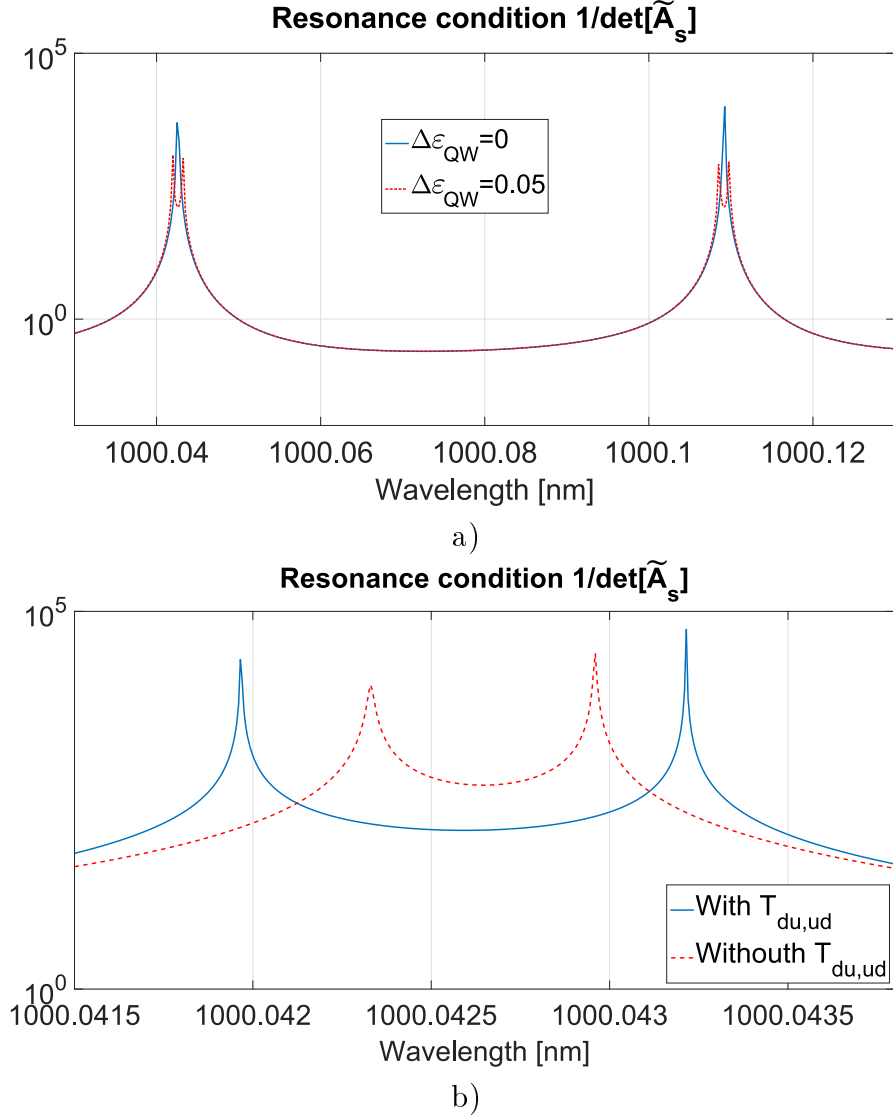 Resonance condition 1/det[Ã_s]
10^5
Δε_QW=0
Δε_QW=0.05
10^0
1000.04 1000.06 1000.08 1000.1 1000.12
Wavelength [nm]
a)
Resonance condition 1/det[Ã_s]
10^5
With T_du,ud
Withouth T_du,ud
10^0
1000.0415 1000.042 1000.0425 1000.043 1000.0435
Wavelength [nm]
b)